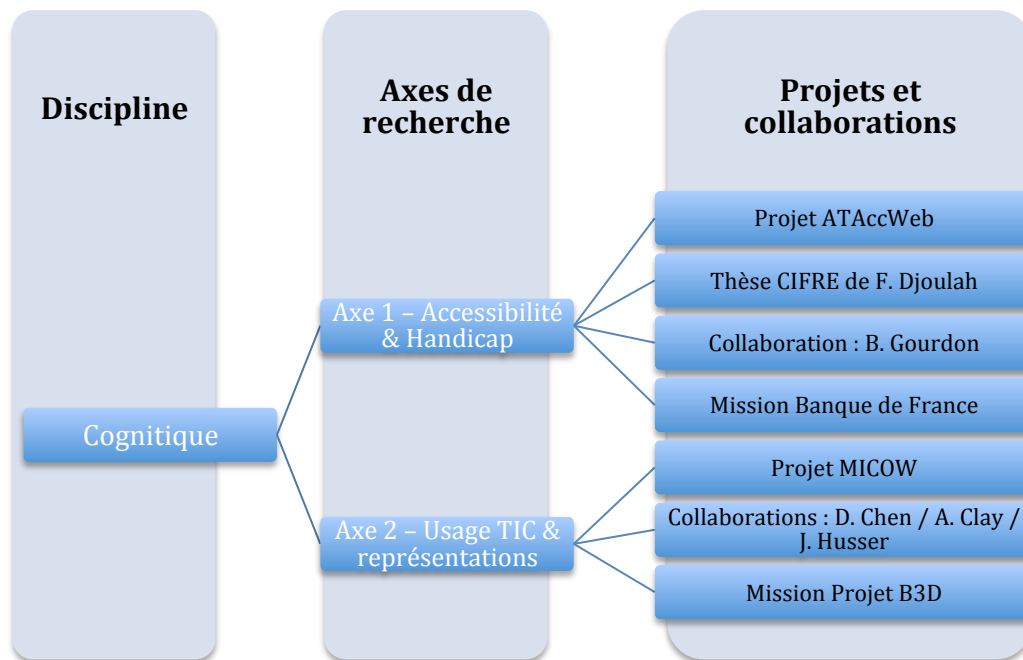 Discipline
Axes de
recherche
Projets et
collaborations
Cognitique
Axe 1 – Accessibilité
& Handicap
Axe 2 – Usage TIC &
représentations
Projet ATAccWeb
Thèse CIFRE de F. Djoulah
Collaboration : B. Gourdon
Mission Banque de France
Projet MICOW
Collaborations : D. Chen / A. Clay /
J. Husser
Mission Projet B3D